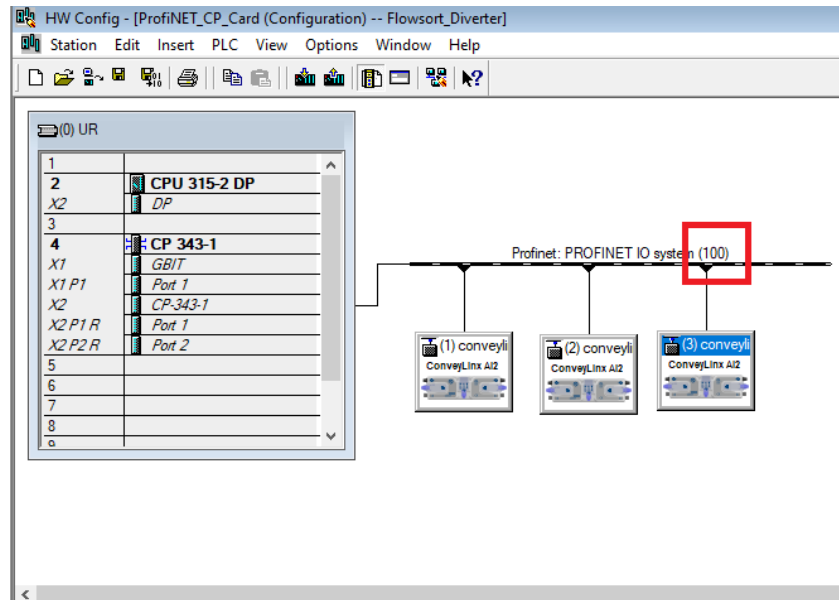 HW Config - [ProfiNET_CP_Card (Configuration) -- Flowsort_Diverter]
Station Edit Insert PLC View Options Window Help
(0) UR
1
2 CPU 315-2 DP
X2 DP
3
4 CP 343-1
X1 GBIT
X1 P1 Port 1
X2 CP-343-1
X2 P1 R Port 1
X2 P2 R Port 2
5
6
7
8
9
Profinet: PROFINET IO system (100)
(1) conveyli
ConveyLinx AI2
(2) conveyli
ConveyLinx AI2
(3) conveyli
ConveyLinx AI2